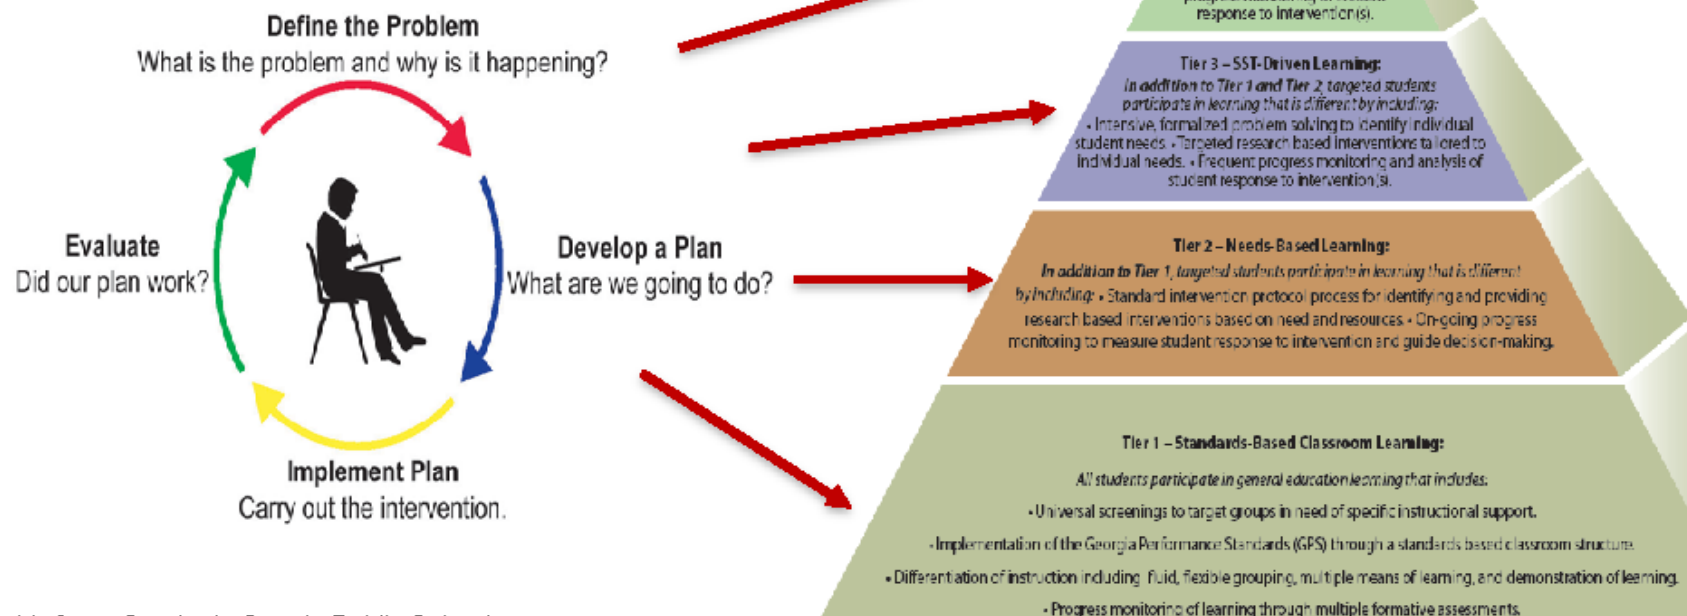 Define the Problem
What is the problem and why is it happening?
Evaluate
Did our plan work?
Develop a Plan
What are we going to do?
Implement Plan
Carry out the intervention.
response to intervention(s).
Tier 3 – SST-Driven Learning:
In addition to Tier 1 and Tier 2, targeted students
participate in learning that is different by including:
• Intensive, formalized problem solving to identify individual
student needs. • Targeted research based interventions tailored to
individual needs. • Frequent progress monitoring and analysis of
student response to intervention(s).
Tier 2 – Needs-Based Learning:
In addition to Tier 1, targeted students participate in learning that is different
by including: • Standard intervention protocol process for identifying and providing
research based interventions based on need and resources. • On-going progress
monitoring to measure student response to intervention and guide decision-making.
Tier 1 – Standards-Based Classroom Learning:
All students participate in general education learning that includes:
• Universal screenings to target groups in need of specific instructional support.
• Implementation of the Georgia Performance Standards (GPS) through a standards based classroom structure.
• Differentiation of instruction including fluid, flexible grouping, multiple means of learning, and demonstration of learning.
• Progress monitoring of learning through multiple formative assessments.